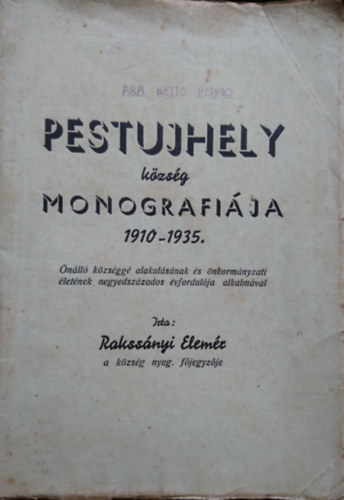 PESTUJHELY
község
MONOGRAFIÁJA
1910-1935.
Önálló községgé alakulásának és önkormányzati
életének negyedszázados évfordulója alkalmával
Irta:
Rakssányi Elemér
a község nyug. főjegyzője